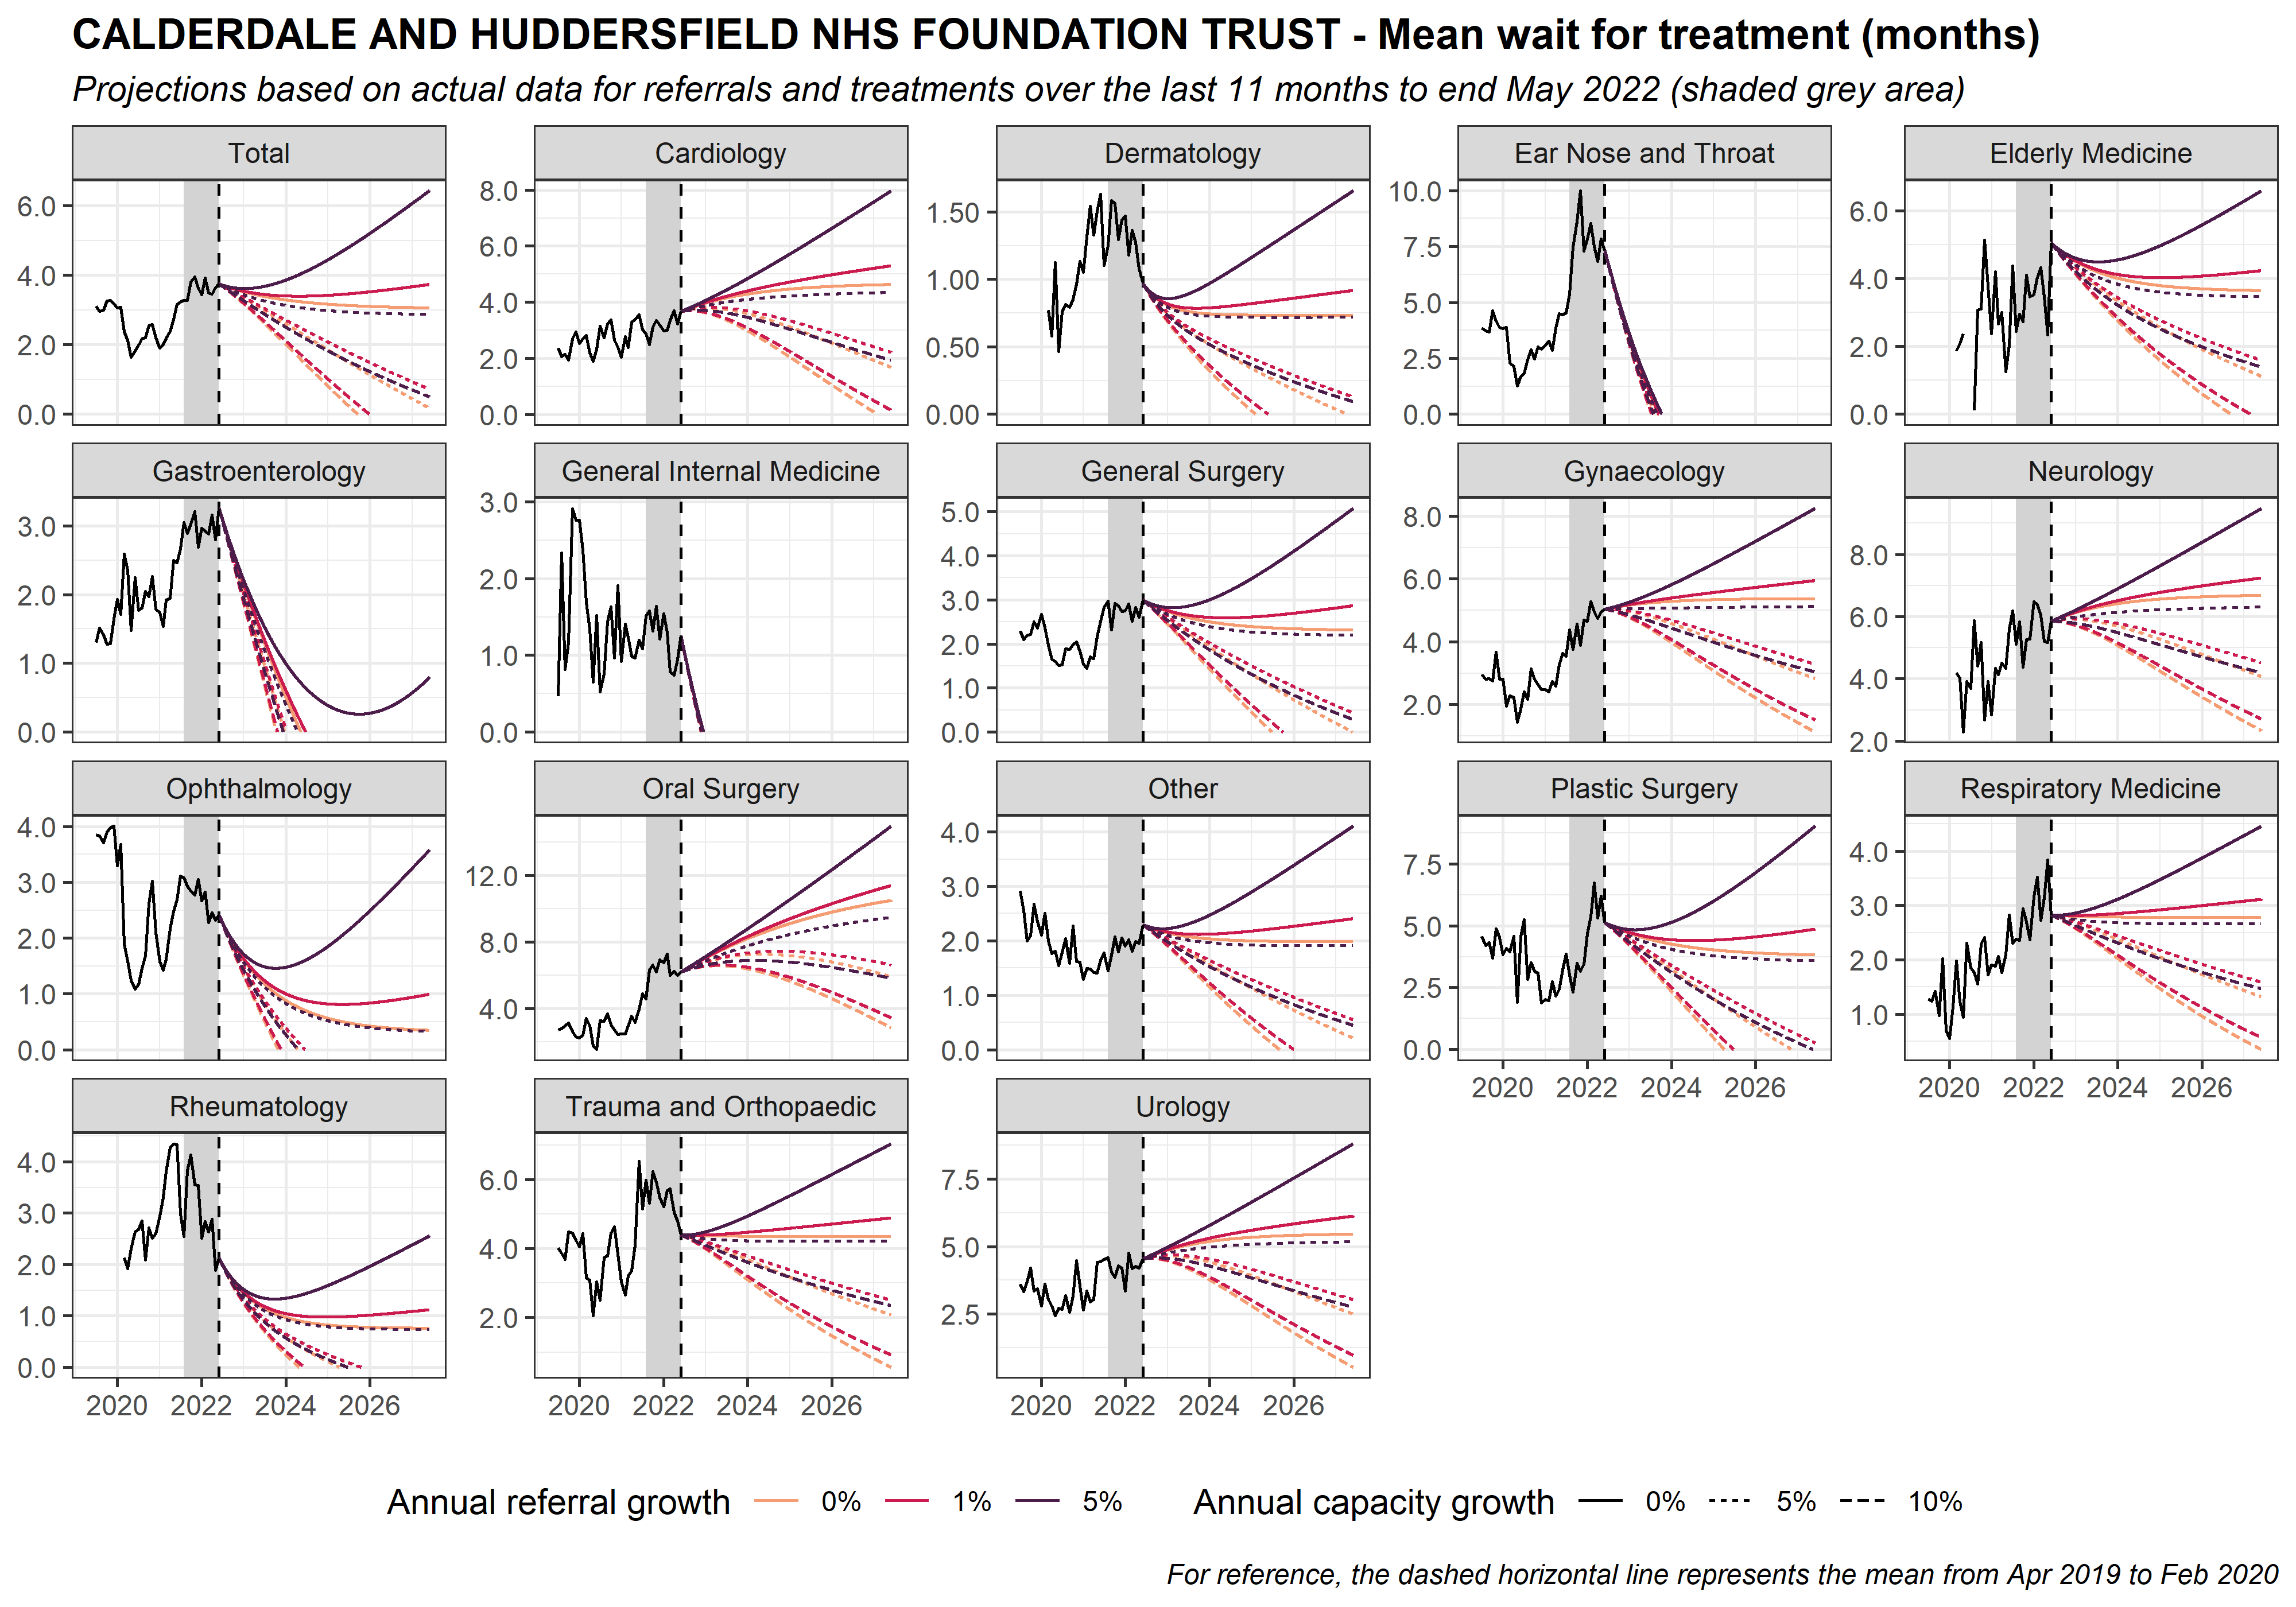 CALDERDALE AND HUDDERSFIELD NHS FOUNDATION TRUST - Mean wait for treatment (months)
Projections based on actual data for referrals and treatments over the last 11 months to end May 2022 (shaded grey area)
Total
6.0
4.0
2.0
0.0
Cardiology
8.0
6.0
4.0
2.0
0.0
Dermatology
1.50
1.00
0.50
0.00
Ear Nose and Throat
10.0
7.5
5.0
2.5
0.0
Elderly Medicine
6.0
4.0
2.0
0.0
Gastroenterology
3.0
2.0
1.0
0.0
General Internal Medicine
3.0
2.0
1.0
0.0
General Surgery
5.0
4.0
3.0
2.0
1.0
0.0
Gynaecology
8.0
6.0
4.0
2.0
Neurology
8.0
6.0
4.0
2.0
Ophthalmology
4.0
3.0
2.0
1.0
0.0
Oral Surgery
12.0
8.0
4.0
Other
4.0
3.0
2.0
1.0
0.0
Plastic Surgery
7.5
5.0
2.5
0.0
2020 2022 2024 2026
Respiratory Medicine
4.0
3.0
2.0
1.0
2020 2022 2024 2026
Rheumatology
4.0
3.0
2.0
1.0
0.0
2020 2022 2024 2026
Trauma and Orthopaedic
6.0
4.0
2.0
2020 2022 2024 2026
Urology
7.5
5.0
2.5
2020 2022 2024 2026
Annual referral growth 0% 1% 5% Annual capacity growth 0% 5% 10%
For reference, the dashed horizontal line represents the mean from Apr 2019 to Feb 2020